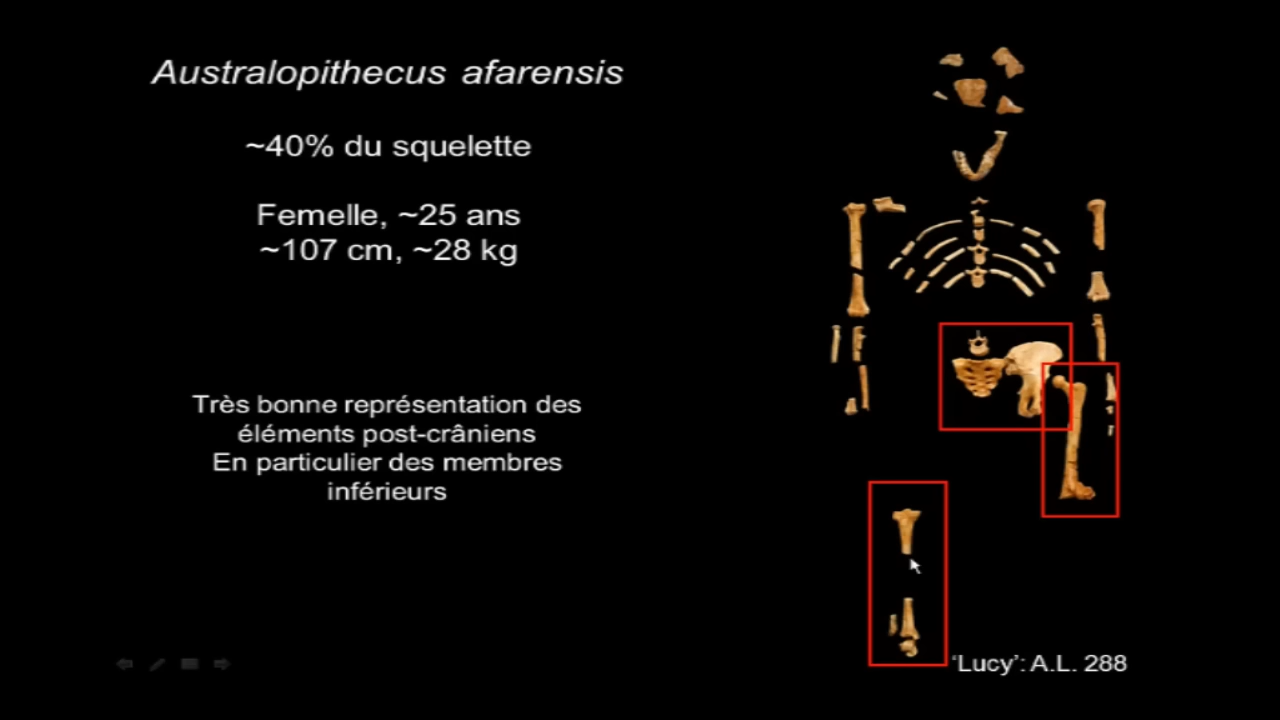 Australopithecus afarensis
~40% du squelette
Femelle, ~25 ans
~107 cm, ~28 kg
Très bonne représentation des
éléments post-crâniens
En particulier des membres
inférieurs
‘Lucy’: A.L. 288